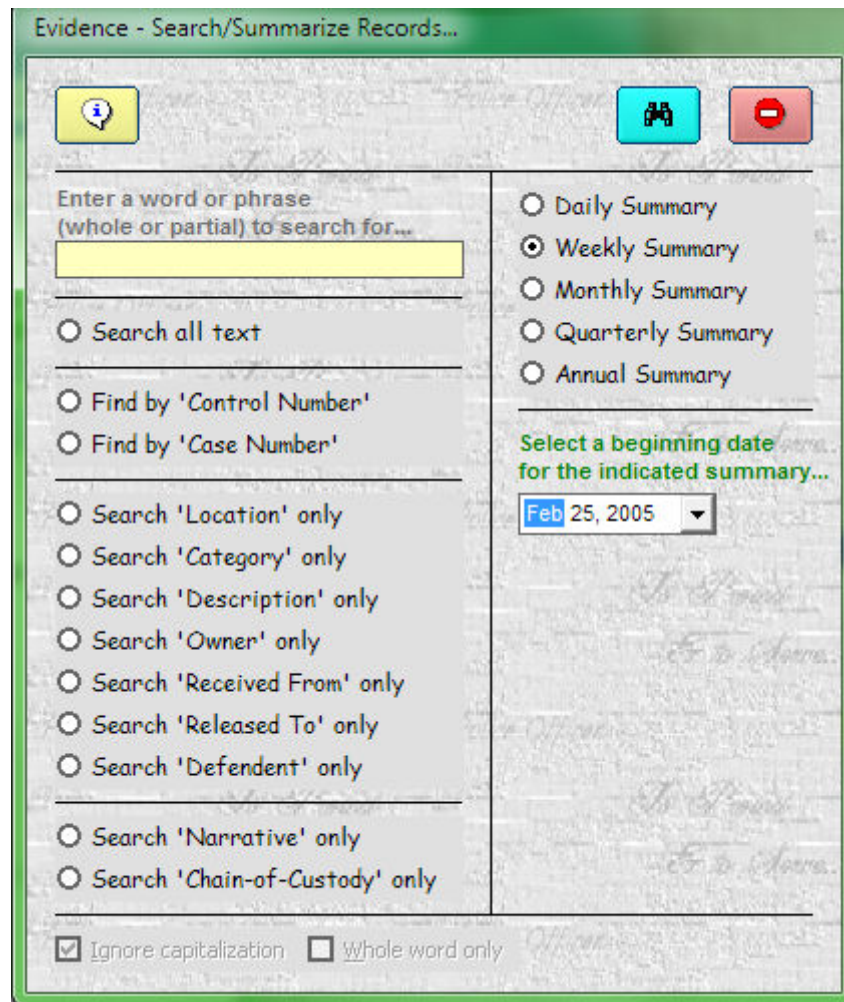 Evidence - Search/Summarize Records...
Enter a word or phrase
(whole or partial) to search for...
Search all text
Find by 'Control Number'
Find by 'Case Number'
Search 'Location' only
Search 'Category' only
Search 'Description' only
Search 'Owner' only
Search 'Received From' only
Search 'Released To' only
Search 'Defendent' only
Search 'Narrative' only
Search 'Chain-of-Custody' only
Ignore capitalization Whole word only
Daily Summary
Weekly Summary
Monthly Summary
Quarterly Summary
Annual Summary
Select a beginning date
for the indicated summary...
Feb 25, 2005